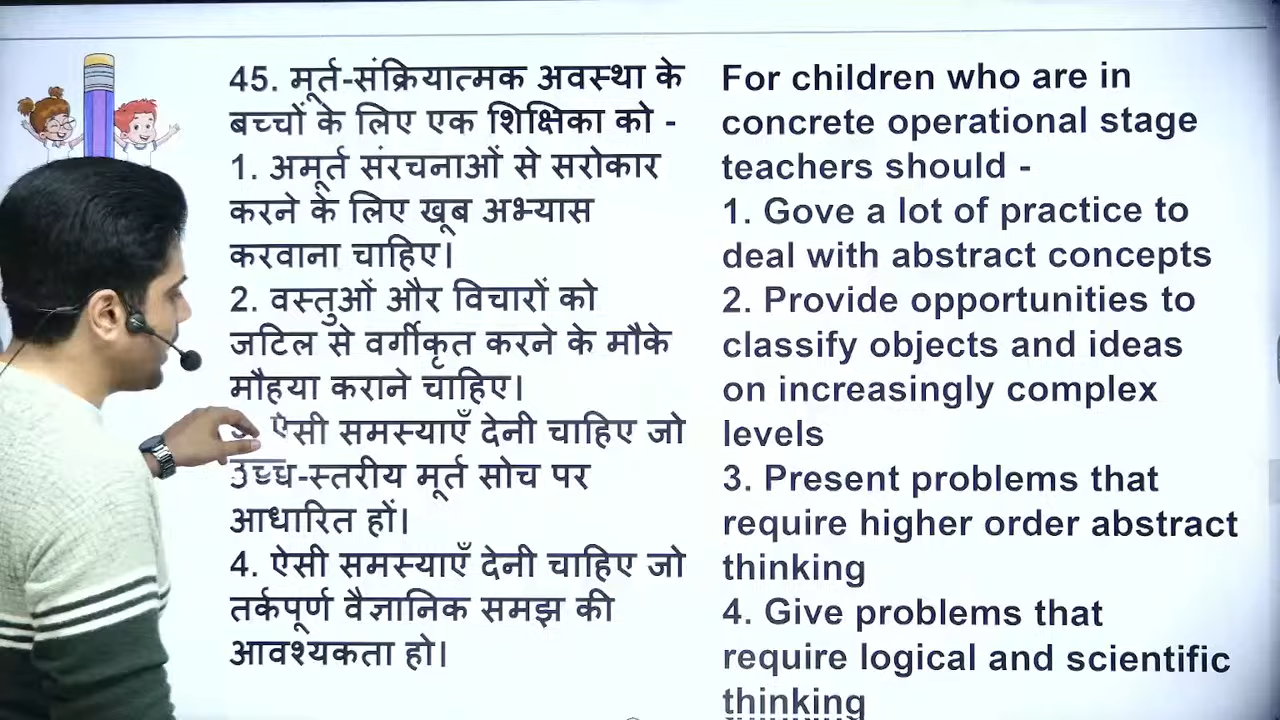 45. मूर्त-संक्रियात्मक अवस्था के
बच्चों के लिए एक शिक्षिका को -
1. अमूर्त संरचनाओं से सरोकार
करने के लिए खूब अभ्यास
करवाना चाहिए।
2. वस्तुओं और विचारों को
जटिल से वर्गीकृत करने के मौके
मौहया कराने चाहिए।
ऐसी समस्याएँ देनी चाहिए जो
उच्च-स्तरीय मूर्त सोच पर
आधारित हों।
4. ऐसी समस्याएँ देनी चाहिए जो
तर्कपूर्ण वैज्ञानिक समझ की
आवश्यकता हो।
For children who are in
concrete operational stage
teachers should -
1. Gove a lot of practice to
deal with abstract concepts
2. Provide opportunities to
classify objects and ideas
on increasingly complex
levels
3. Present problems that
require higher order abstract
thinking
4. Give problems that
require logical and scientific
thinking